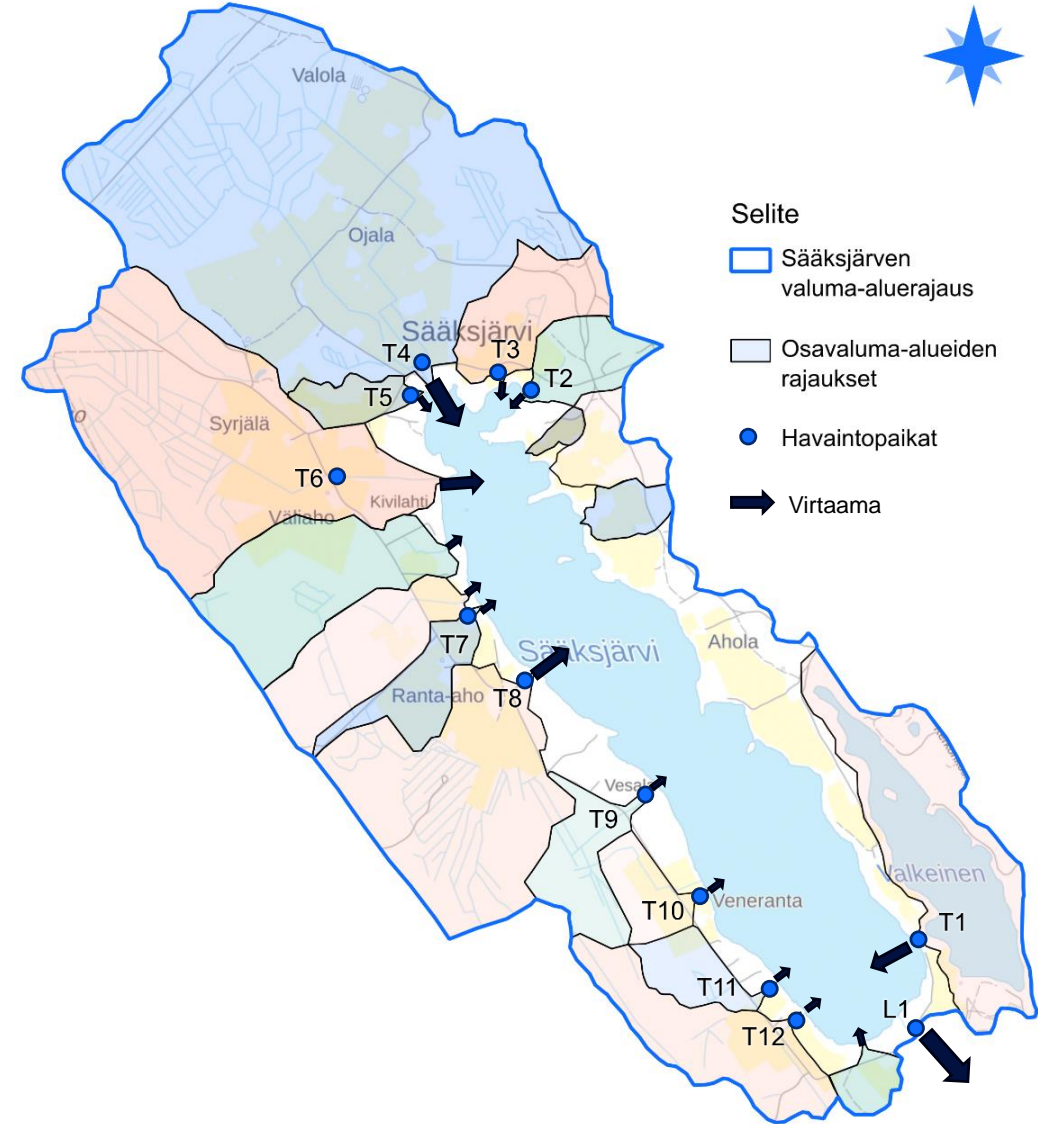 Valola
Ojala
Selite
Sääksjärven
valuma-aluerajaus
Osavaluma-alueiden
rajaukset
Havaintopaikat
Virtaama
Sääksjärvi
T4
T3
T2
T5
Syrjälä
T6
Kivilahti
Väliaho
T7
Sääksjärvi
Ahola
Ranta-aho
T8
T9
Valkeinen
T10
Veneranta
T1
T11
L1
T12